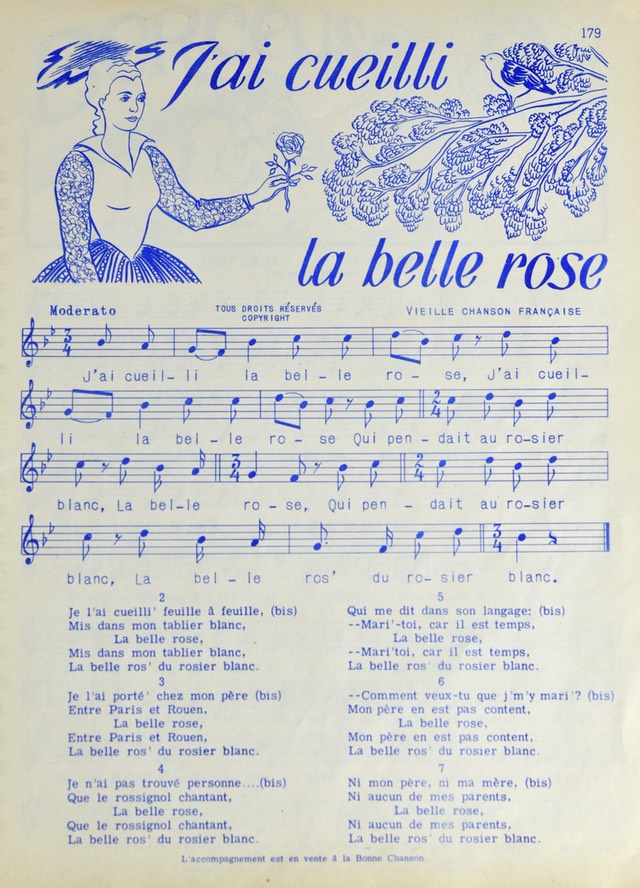 179
J'ai cueilli
la belle rose
Moderato
TOUS DROITS RÉSERVÉS
COPYRIGHT
VIEILLE CHANSON FRANÇAISE
3
4
J'ai cueil- li la bel - le ro - se, J'ai cueil-
2
4
li la bel - le ro - se Qui pen - dait au ro-sier
3
4
2
4
blanc, La bel-le ro - se, Qui pen - dait au ro-sier
3
4
blanc, La bel - le ros' du ro- sier blanc.
2
Je l'ai cueilli' feuille à feuille, (bis)
Mis dans mon tablier blanc,
La belle rose,
Mis dans mon tablier blanc,
La belle ros' du rosier blanc.
3
Je l'ai porté' chez mon père (bis)
Entre Paris et Rouen,
La belle rose,
Entre Paris et Rouen,
La belle ros' du rosier blanc.
4
Je n'ai pas trouvé personne....(bis)
Que le rossignol chantant,
La belle rose,
Que le rossignol chantant,
La belle ros' du rosier blanc.
5
Qui me dit dans son langage: (bis)
--Mari'-toi, car il est temps,
La belle rose,
--Mari'toi, car il est temps,
La belle ros' du rosier blanc.
6
--Comment veux-tu que j'm'y mari'? (bis)
Mon père en est pas content,
La belle rose,
Mon père en est pas content,
La belle ros' du rosier blanc.
7
Ni mon père, ni ma mère, (bis)
Ni aucun de mes parents,
La belle rose,
Ni aucun de mes parents,
La belle ros' du rosier blanc.
L'accompagnement est en vente à la Bonne Chanson.